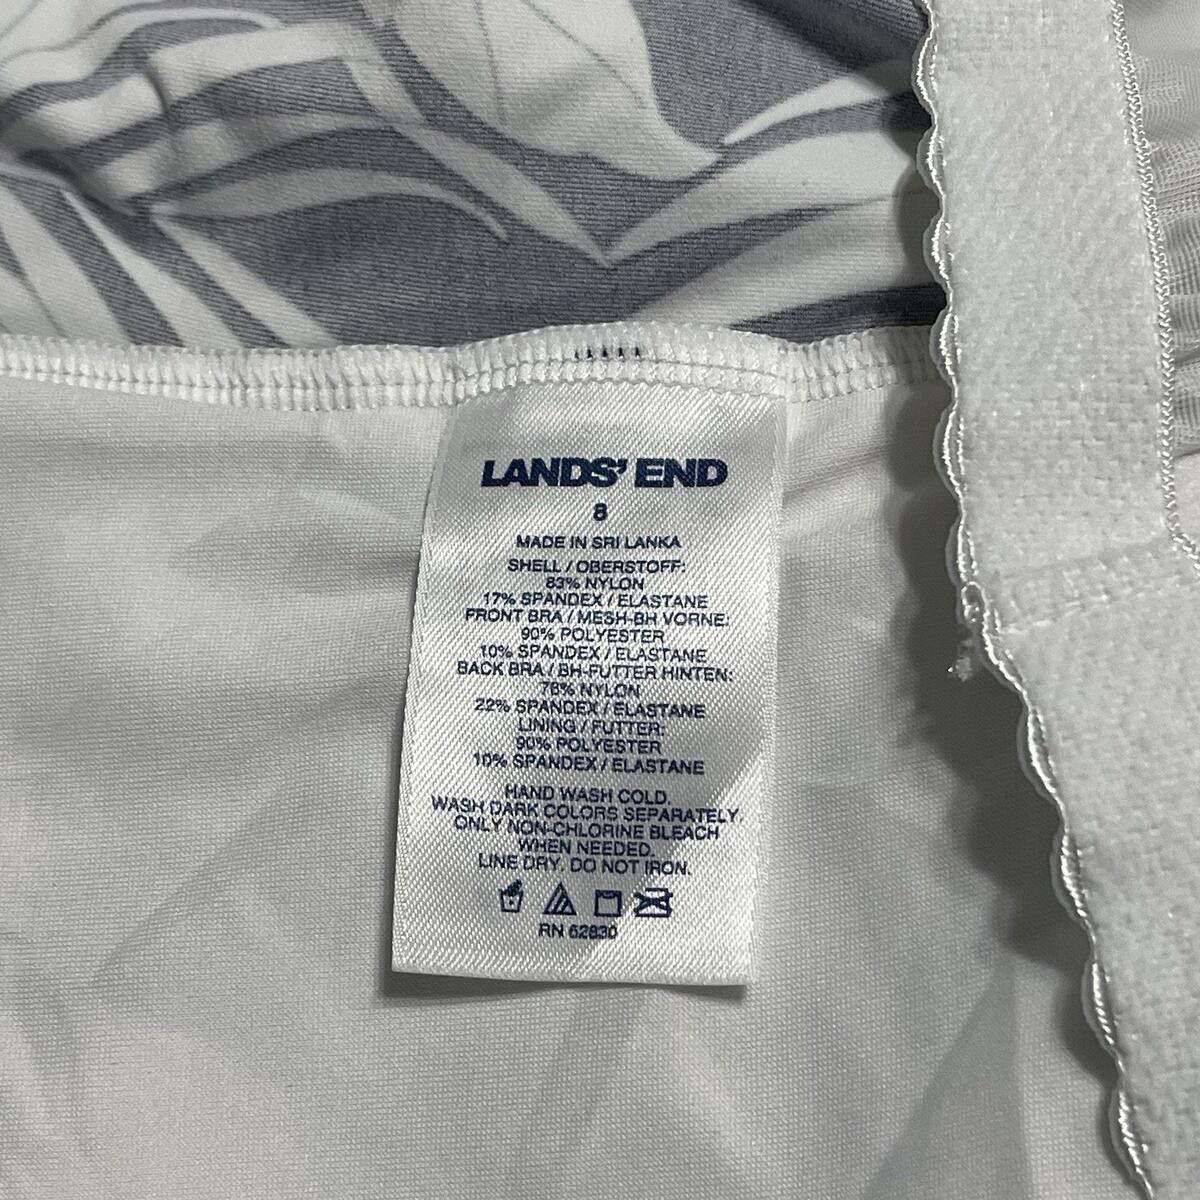 LANDS' END
8
MADE IN SRI LANKA
SHELL / OBERSTOFF:
83% NYLON
17% SPANDEX / ELASTANE
FRONT BRA / MESH-BH VORNE:
90% POLYESTER
10% SPANDEX / ELASTANE
BACK BRA / BH-FUTTER HINTEN:
78% NYLON
22% SPANDEX / ELASTANE
LINING / FUTTER:
90% POLYESTER
10% SPANDEX / ELASTANE
HAND WASH COLD.
WASH DARK COLORS SEPARATELY
ONLY NON-CHLORINE BLEACH
WHEN NEEDED.
LINE DRY. DO NOT IRON.
RN 62830